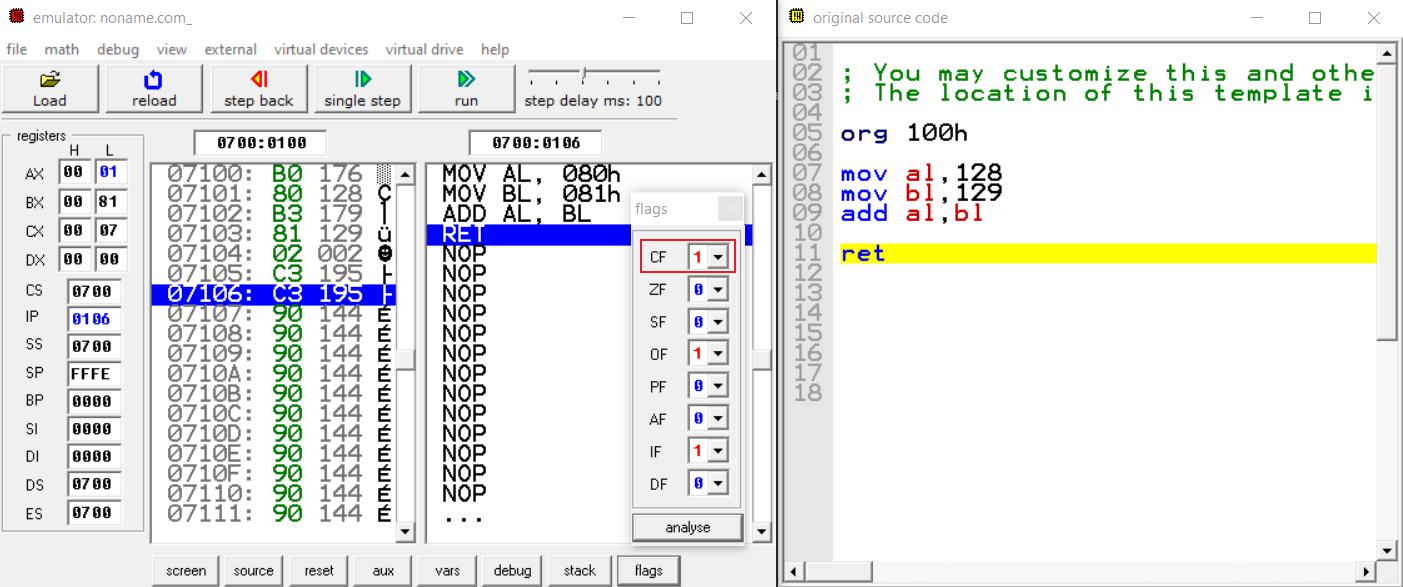 emulator: noname.com_
file math debug view external virtual devices virtual drive help
Load reload step back single step run step delay ms: 100
registers
H L
AX 00 01
BX 00 81
CX 00 07
DX 00 00
CS 0700
IP 0106
SS 0700
SP FFFE
BP 0000
SI 0000
DI 0000
DS 0700
ES 0700
0700:0100
07100: B0 176 ▒
07101: 80 128 Ç
07102: B3 179 │
07103: 81 129 ü
07104: 02 002 ☻
07105: C3 195 ├
07106: C3 195 ├
07107: 90 144 É
07108: 90 144 É
07109: 90 144 É
0710A: 90 144 É
0710B: 90 144 É
0710C: 90 144 É
0710D: 90 144 É
0710E: 90 144 É
0710F: 90 144 É
07110: 90 144 É
07111: 90 144 É
0700:0106
MOV AL, 080h
MOV BL, 081h
ADD AL, BL
RET
NOP
NOP
NOP
NOP
NOP
NOP
NOP
NOP
NOP
NOP
NOP
NOP
NOP
...
flags
CF 1
ZF 0
SF 0
OF 1
PF 0
AF 0
IF 1
DF 0
analyse
screen source reset aux vars debug stack flags
original source code
01
02 ; You may customize this and othe
03 ; The location of this template i
04
05 org 100h
06
07 mov al,128
08 mov bl,129
09 add al,bl
10
11 ret
12
13
14
15
16
17
18